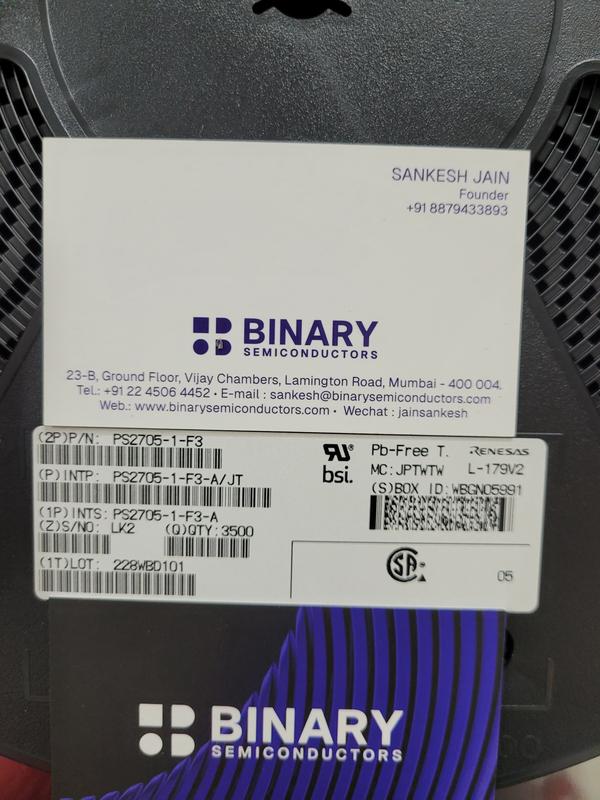 SANKESH JAIN
Founder
+91 8879433893
BINARY
SEMICONDUCTORS
23-B, Ground Floor, Vijay Chambers, Lamington Road, Mumbai - 400 004.
Tel.: +91 22 4506 4452 • E-mail : sankesh@binarysemiconductors.com
Web.: www.binarysemiconductors.com • Wechat : jainsankesh
(2P)P/N: PS2705-1-F3
Pb-Free T. RENESAS
bsi. MC:JPTWTW L-179V2
(P)INTP: PS2705-1-F3-A/JT
(S)BOX ID:WBGN05991
(1P)INTS: PS2705-1-F3-A
(Z)S/NO: LK2 (Q)QTY:3500
(1T)LOT: 228WBD101
05
BINARY
SEMICONDUCTORS